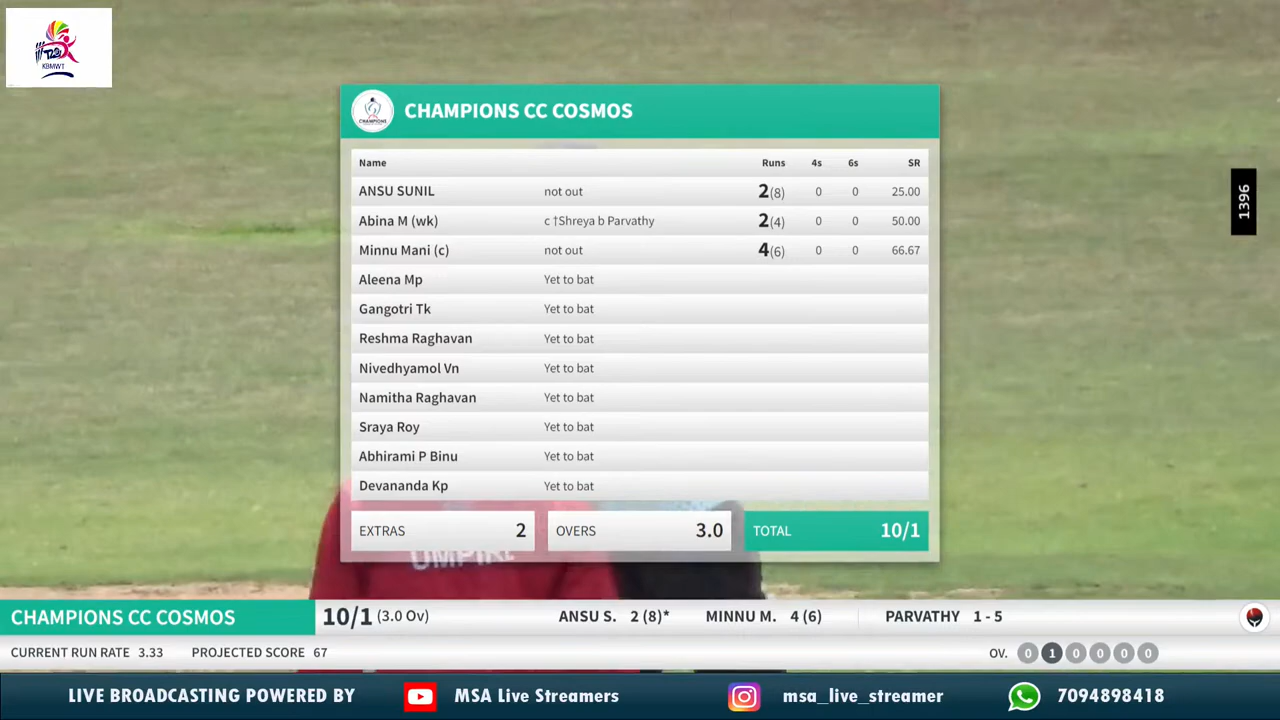 T20
KBMWT
CHAMPIONS
CHAMPIONS CC COSMOS
Name Runs 4s 6s SR
ANSU SUNIL not out 2(8) 0 0 25.00
Abina M (wk) c †Shreya b Parvathy 2(4) 0 0 50.00
Minnu Mani (c) not out 4(6) 0 0 66.67
Aleena Mp Yet to bat
Gangotri Tk Yet to bat
Reshma Raghavan Yet to bat
Nivedhyamol Vn Yet to bat
Namitha Raghavan Yet to bat
Sraya Roy Yet to bat
Abhirami P Binu Yet to bat
Devananda Kp Yet to bat
EXTRAS 2 OVERS 3.0 TOTAL 10/1
UMPIRE
1396
CHAMPIONS CC COSMOS 10/1 (3.0 Ov) ANSU S. 2 (8)* MINNU M. 4 (6) PARVATHY 1 - 5
CURRENT RUN RATE 3.33 PROJECTED SCORE 67 OV. 0 1 0 0 0 0
LIVE BROADCASTING POWERED BY MSA Live Streamers msa_live_streamer 7094898418